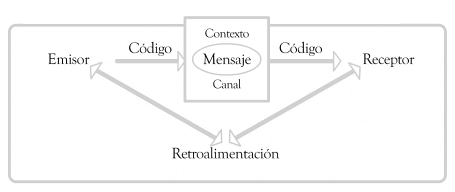 Contexto
Código
Código
Emisor
Mensaje
Receptor
Canal
Retroalimentación